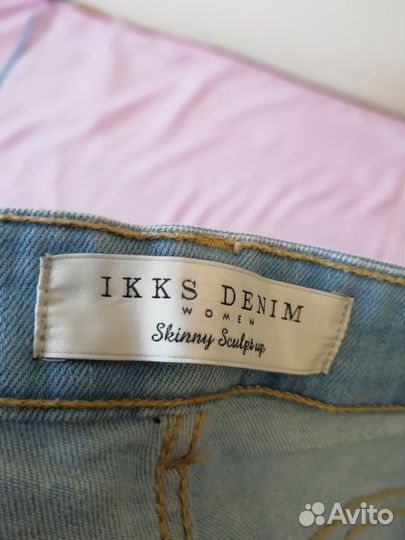 IKKS DENIM
WOMEN
Skinny Sculpt up
Avito